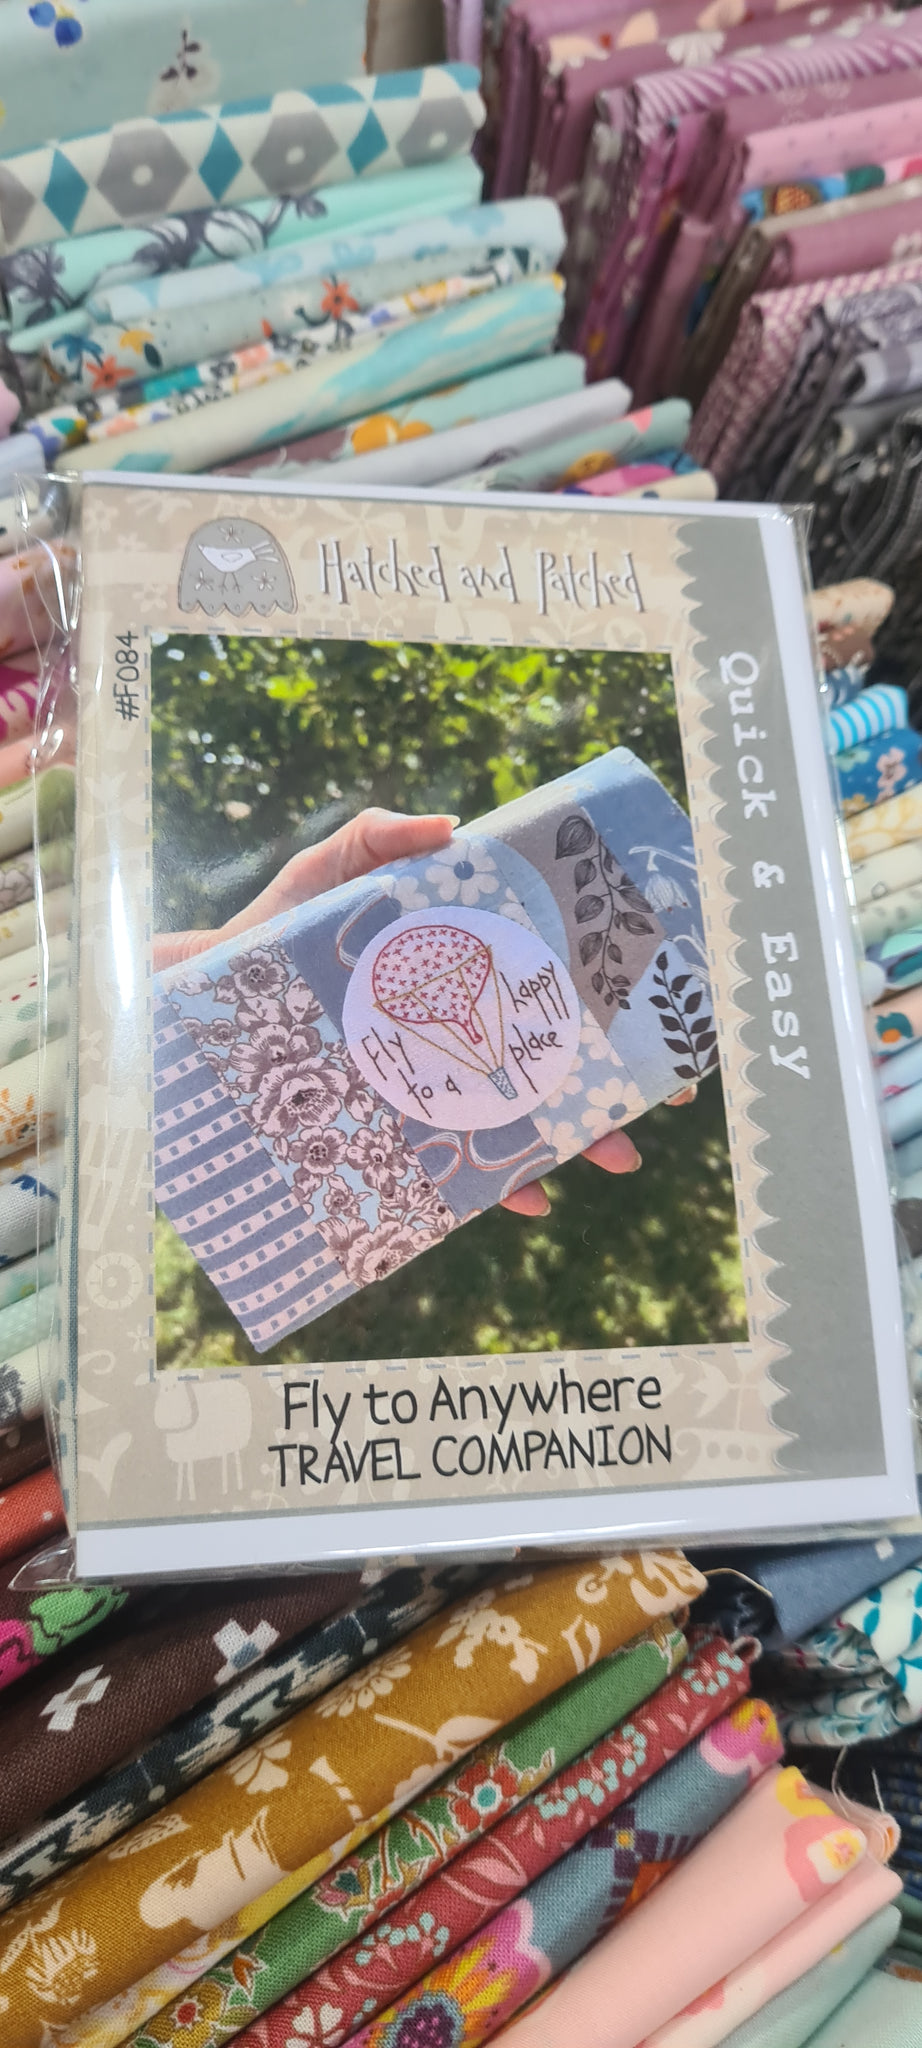 Hatched and Patched
#F084
Quick & Easy
Fly
to a
happy
place
Fly to Anywhere
TRAVEL COMPANION